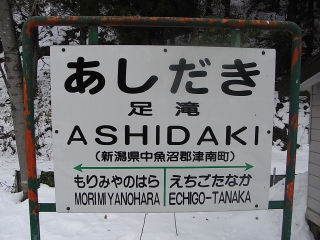 あしだき
足滝
ASHIDAKI
(新潟県中魚沼郡津南町)
もりみやのはら えちごたなか
MORIMIYANOHARA ECHIGO-TANAKA